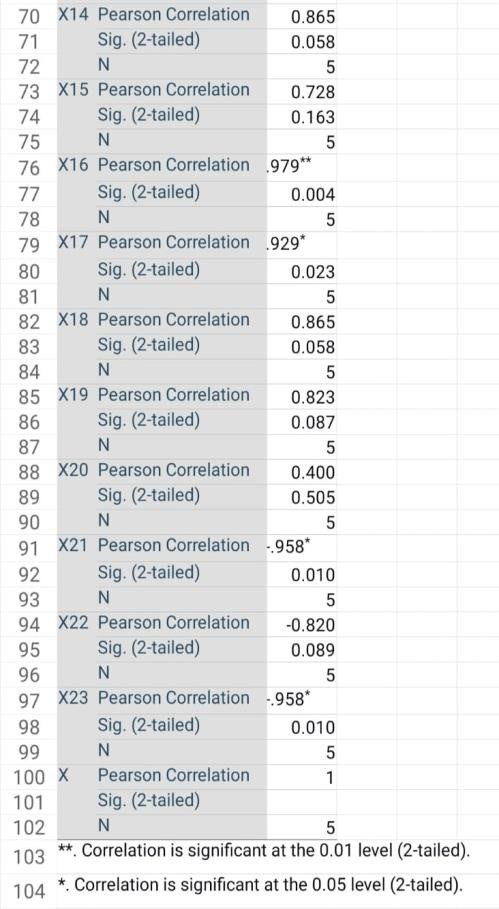 70 X14 Pearson Correlation 0.865
71 Sig. (2-tailed) 0.058
72 N 5
73 X15 Pearson Correlation 0.728
74 Sig. (2-tailed) 0.163
75 N 5
76 X16 Pearson Correlation .979**
77 Sig. (2-tailed) 0.004
78 N 5
79 X17 Pearson Correlation .929*
80 Sig. (2-tailed) 0.023
81 N 5
82 X18 Pearson Correlation 0.865
83 Sig. (2-tailed) 0.058
84 N 5
85 X19 Pearson Correlation 0.823
86 Sig. (2-tailed) 0.087
87 N 5
88 X20 Pearson Correlation 0.400
89 Sig. (2-tailed) 0.505
90 N 5
91 X21 Pearson Correlation -.958*
92 Sig. (2-tailed) 0.010
93 N 5
94 X22 Pearson Correlation -0.820
95 Sig. (2-tailed) 0.089
96 N 5
97 X23 Pearson Correlation -.958*
98 Sig. (2-tailed) 0.010
99 N 5
100 X Pearson Correlation 1
101 Sig. (2-tailed)
102 N 5
103 **. Correlation is significant at the 0.01 level (2-tailed).
104 *. Correlation is significant at the 0.05 level (2-tailed).